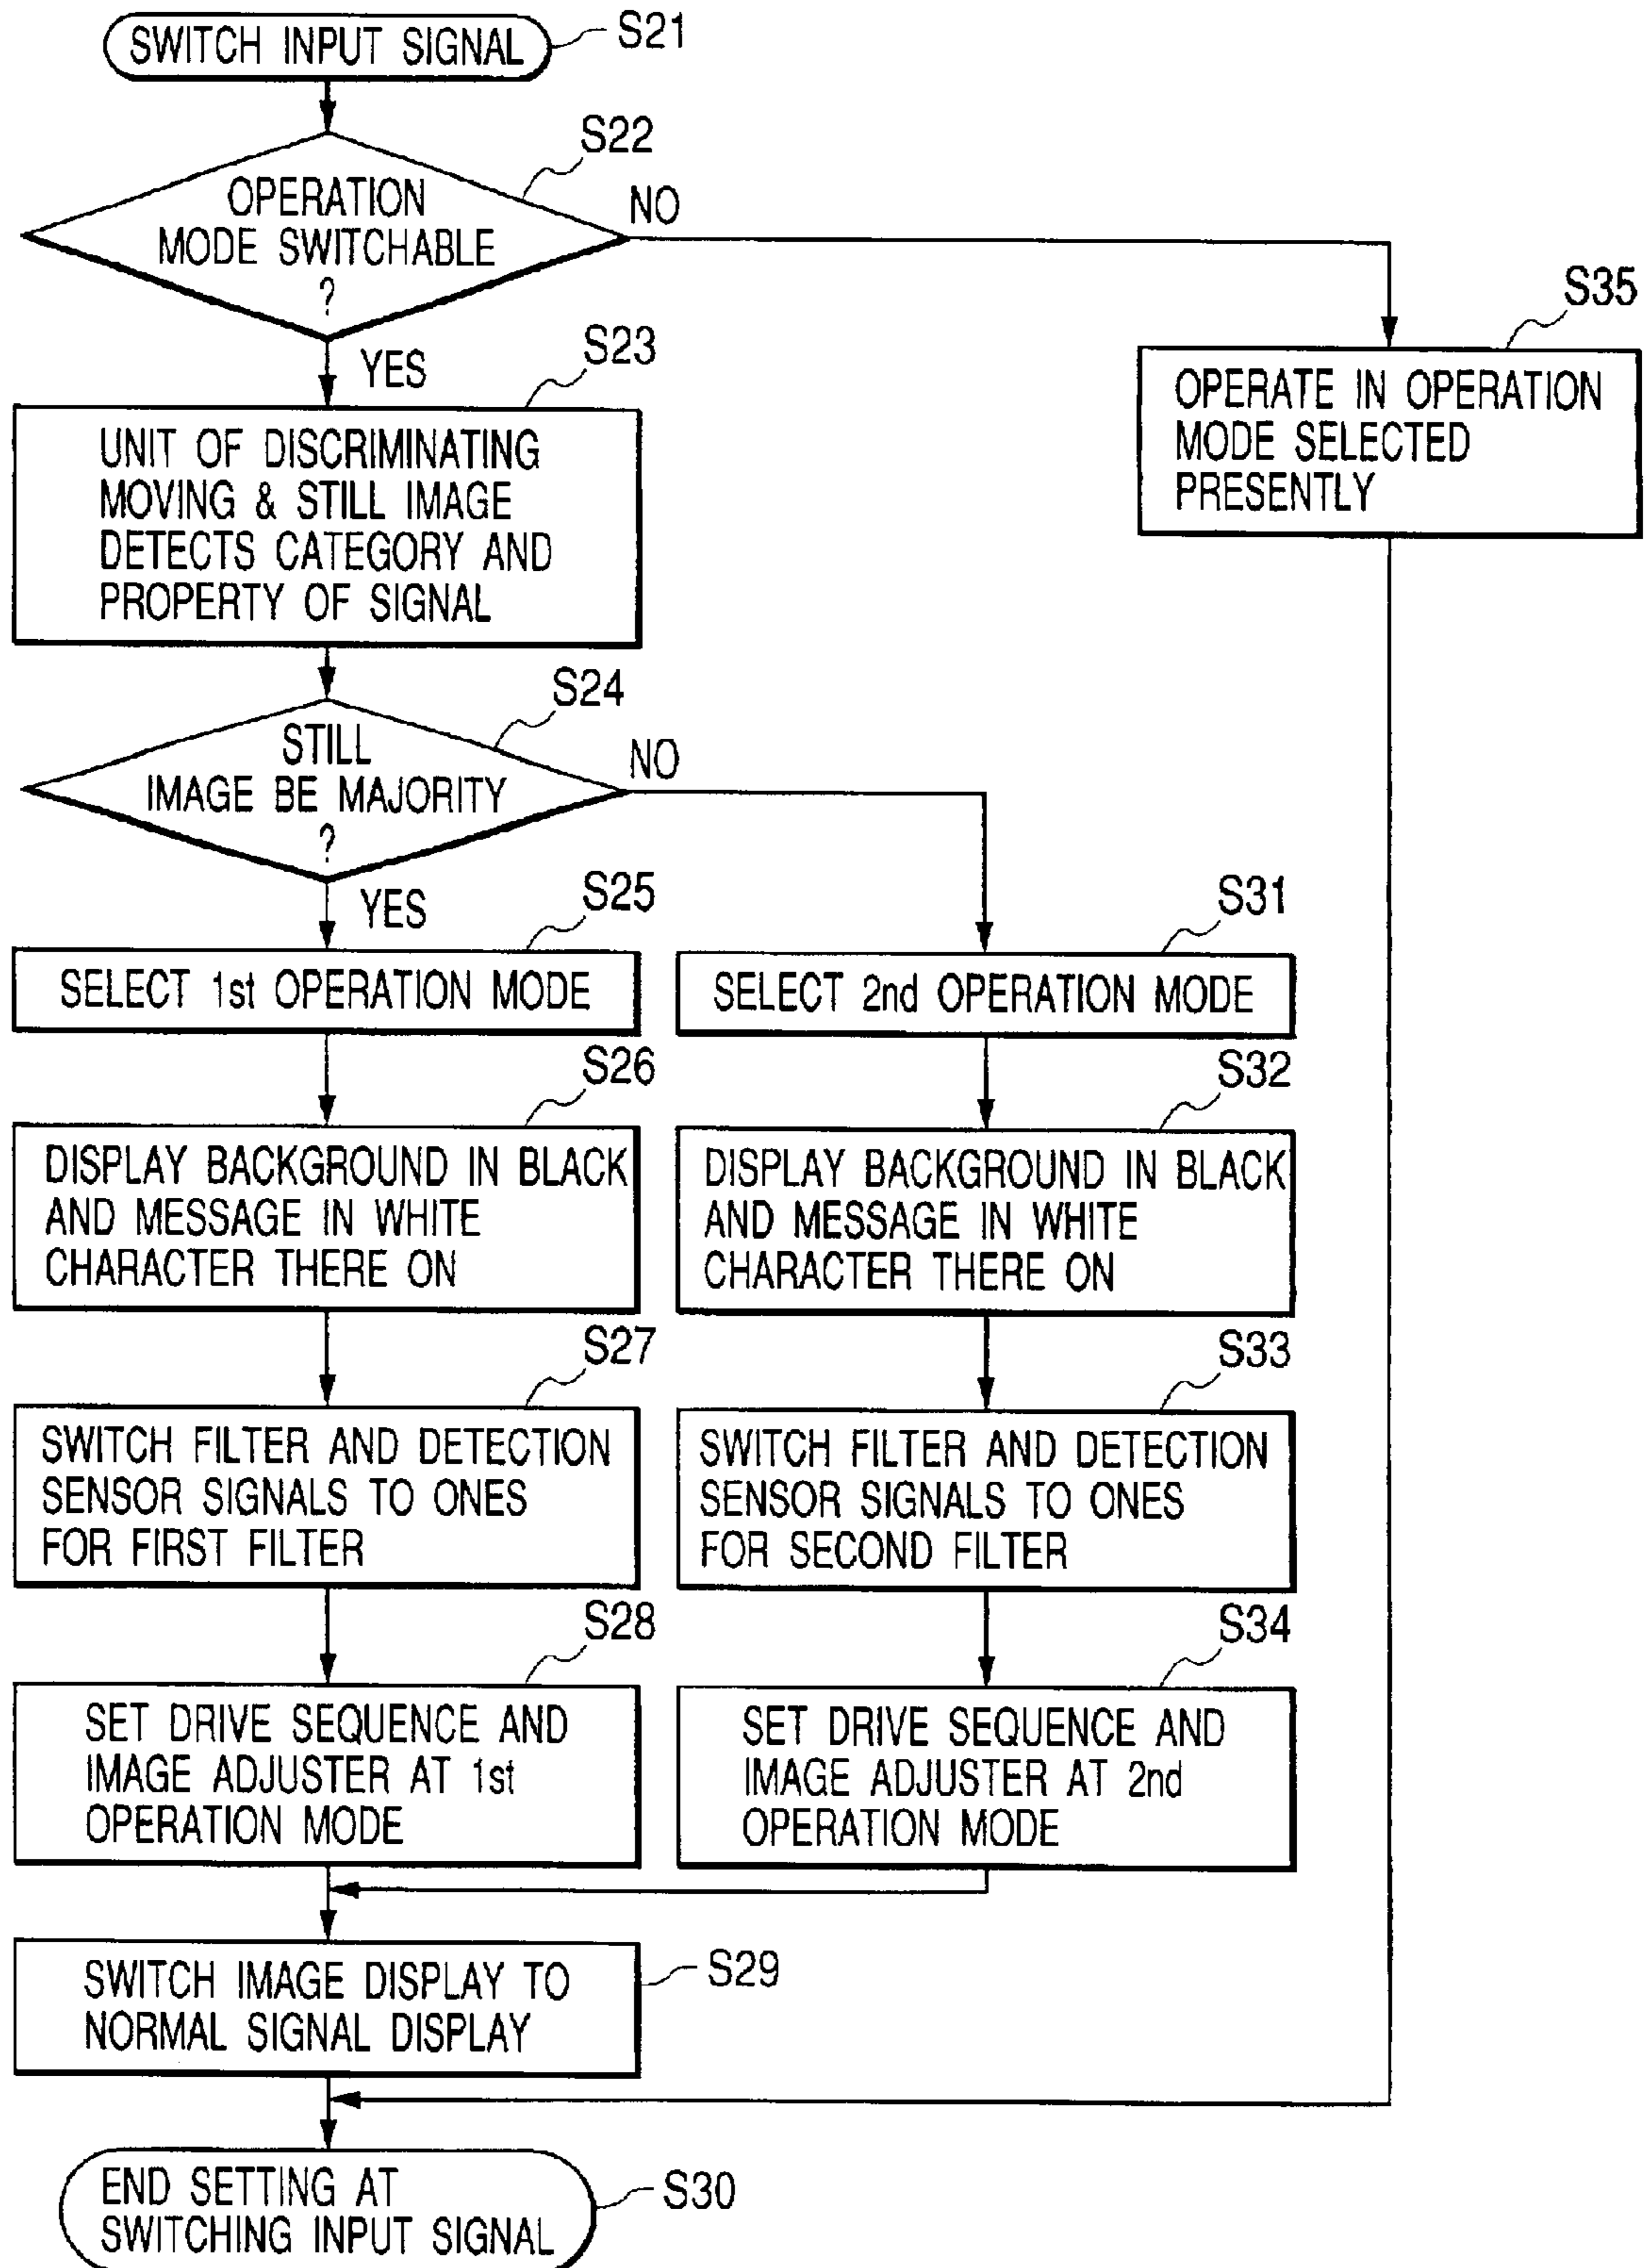 SWITCH INPUT SIGNAL
S21
S22
OPERATION
MODE SWITCHABLE
?
NO
YES
S35
OPERATE IN OPERATION
MODE SELECTED
PRESENTLY
S23
UNIT OF DISCRIMINATING
MOVING & STILL IMAGE
DETECTS CATEGORY AND
PROPERTY OF SIGNAL
S24
STILL
IMAGE BE MAJORITY
?
NO
YES
S25
SELECT 1st OPERATION MODE
S31
SELECT 2nd OPERATION MODE
S26
DISPLAY BACKGROUND IN BLACK
AND MESSAGE IN WHITE
CHARACTER THERE ON
S32
DISPLAY BACKGROUND IN BLACK
AND MESSAGE IN WHITE
CHARACTER THERE ON
S27
SWITCH FILTER AND DETECTION
SENSOR SIGNALS TO ONES
FOR FIRST FILTER
S33
SWITCH FILTER AND DETECTION
SENSOR SIGNALS TO ONES
FOR SECOND FILTER
S28
SET DRIVE SEQUENCE AND
IMAGE ADJUSTER AT 1st
OPERATION MODE
S34
SET DRIVE SEQUENCE AND
IMAGE ADJUSTER AT 2nd
OPERATION MODE
SWITCH IMAGE DISPLAY TO
NORMAL SIGNAL DISPLAY
S29
END SETTING AT
SWITCHING INPUT SIGNAL
S30